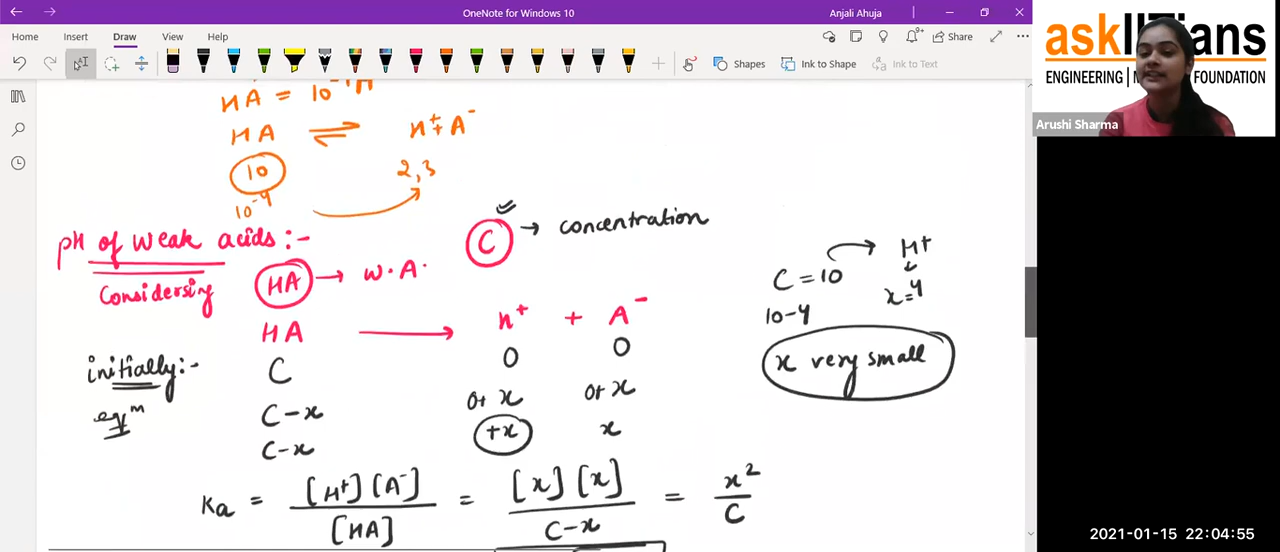 OneNote for Windows 10
Anjali Ahuja
Home Insert Draw View Help
Share
Shapes Ink to Shape Ink to Text
HA =
HA ⇌ H⁺ + A⁻
10
2, 3
10-4
pH of weak acids:-
C → concentration
Considering HA → W.A.
HA → H⁺ + A⁻
initially:- C 0 0
eqᵐ C-x 0+x 0+x
C-x +x x
C = 10 H⁺
10-4 x=4
x very small
Ka = [H⁺][A⁻]/[HA] = [x][x]/C-x = x²/C
ENGINEERING | FOUNDATION
Arushi Sharma
2021-01-15 22:04:55